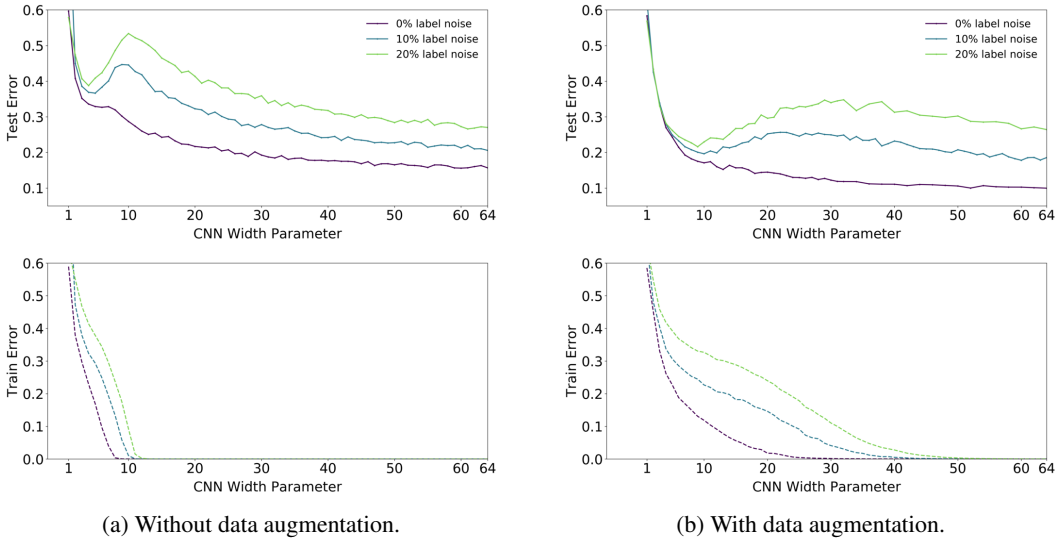 0.6
0.5
0.4
0.3
0.2
0.1
Test Error
0% label noise
10% label noise
20% label noise
1 10 20 30 40 50 60 64
CNN Width Parameter
0.6
0.5
0.4
0.3
0.2
0.1
0.0
Train Error
1 10 20 30 40 50 60 64
CNN Width Parameter
(a) Without data augmentation.
0.6
0.5
0.4
0.3
0.2
0.1
Test Error
0% label noise
10% label noise
20% label noise
1 10 20 30 40 50 60 64
CNN Width Parameter
0.6
0.5
0.4
0.3
0.2
0.1
0.0
Train Error
1 10 20 30 40 50 60 64
CNN Width Parameter
(b) With data augmentation.